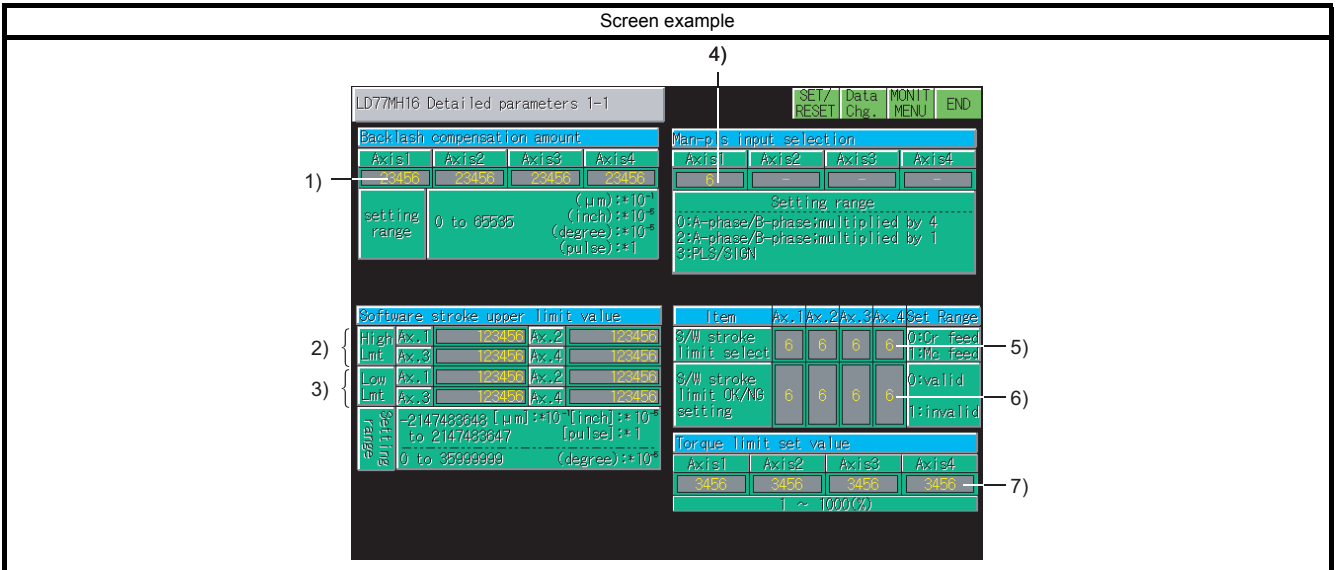 Screen example
4)
LD77MH16 Detailed parameters 1-1
SET/ RESET Data Chg. MONIT MENU END
Backlash compensation amount
Axis1 Axis2 Axis3 Axis4
1) 23456 23456 23456 23456
setting range
0 to 65535
(μm):*10⁻¹
(inch):*10⁻⁵
(degree):*10⁻⁵
(pulse):*1
Man-pls input selection
Axis1 Axis2 Axis3 Axis4
6 - - -
Setting range
0:A-phase/B-phase;multiplied by 4
2:A-phase/B-phase;multiplied by 1
3:PLS/SIGN
Software stroke upper limit value
2) High Lmt
Ax.1 123456 Ax.2 123456
Ax.3 123456 Ax.4 123456
3) Low Lmt
Ax.1 123456 Ax.2 123456
Ax.3 123456 Ax.4 123456
Setting range
-2147483648 [μm]:*10⁻¹[inch]:*10⁻⁵
to 2147483647 [pulse]:*1
0 to 35999999 (degree):*10⁻⁵
Item Ax.1 Ax.2 Ax.3 Ax.4 Set Range
S/W stroke limit select 6 6 6 6 0:Cr feed 1:Mc feed 5)
S/W stroke limit OK/NG setting 6 6 6 6 0:valid 1:invalid 6)
Torque limit set value
Axis1 Axis2 Axis3 Axis4
3456 3456 3456 3456 7)
1 ~ 1000(%)